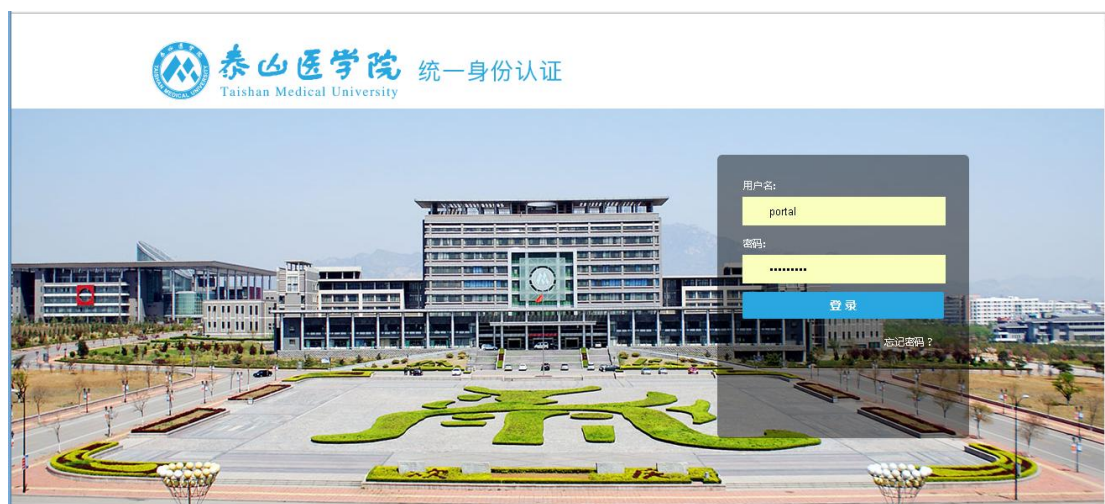 泰山医学院 统一身份认证
Taishan Medical University
用户名:
portal
密码:
•••••••••
登录
忘记密码？